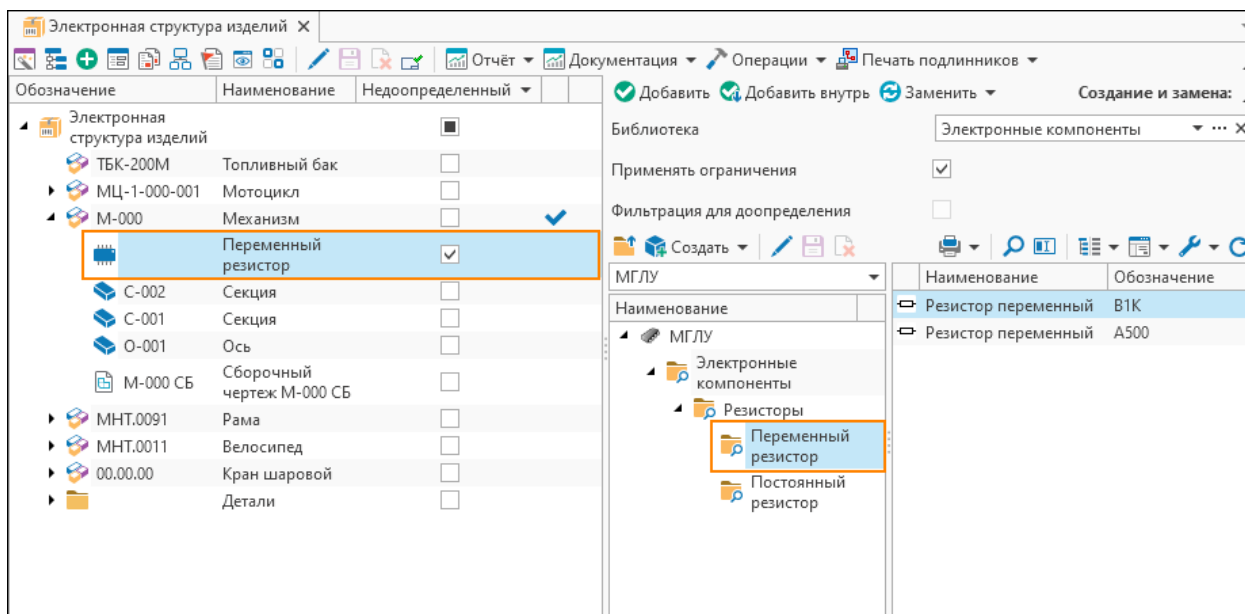 Электронная структура изделий
Отчёт
Документация
Операции
Печать подлинников
Обозначение
Наименование
Недоопределенный
Электронная
структура изделий
ТБК-200М
Топливный бак
МЦ-1-000-001
Мотоцикл
М-000
Механизм
Переменный
резистор
С-002
Секция
С-001
Секция
О-001
Ось
М-000 СБ
Сборочный
чертеж М-000 СБ
МНТ.0091
Рама
МНТ.0011
Велосипед
00.00.00
Кран шаровой
Детали
Добавить
Добавить внутрь
Заменить
Создание и замена:
Библиотека
Электронные компоненты
Применять ограничения
Фильтрация для доопределения
Создать
МГЛУ
Наименование
МГЛУ
Электронные
компоненты
Резисторы
Переменный
резистор
Постоянный
резистор
Наименование
Обозначение
Резистор переменный
В1К
Резистор переменный
А500